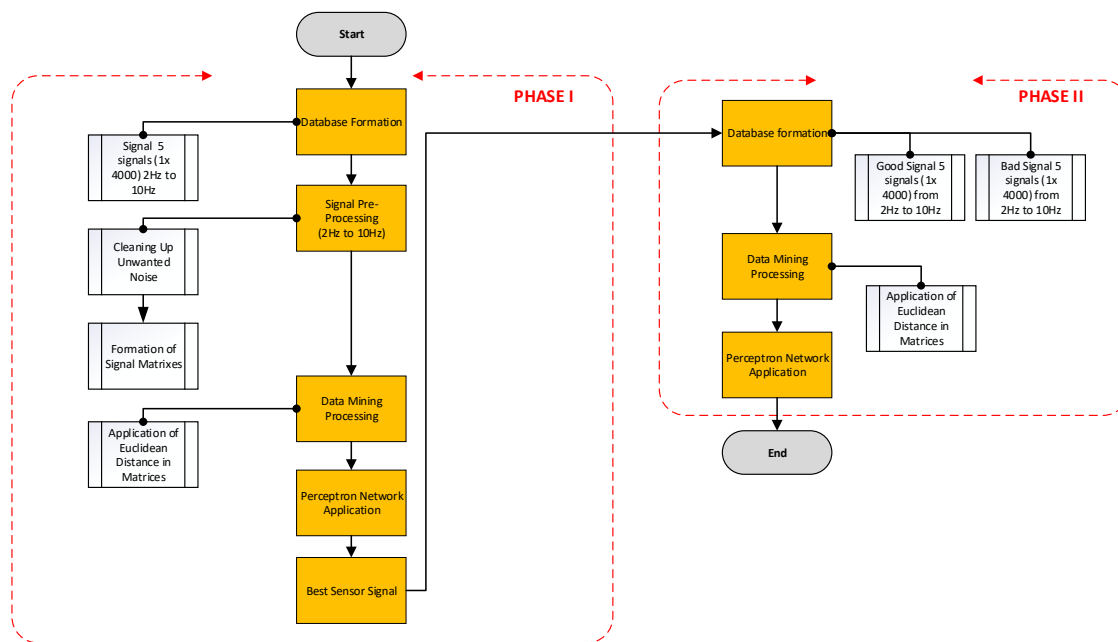 Start
PHASE I
Database Formation
Signal 5
signals (1x
4000) 2Hz to
10Hz
Signal Pre-
Processing
(2Hz to 10Hz)
Cleaning Up
Unwanted
Noise
Formation of
Signal Matrixes
Data Mining
Processing
Application of
Euclidean
Distance in
Matrices
Perceptron Network
Application
Best Sensor Signal
PHASE II
Database formation
Good Signal 5
signals (1x
4000) from
2Hz to 10Hz
Bad Signal 5
signals (1x
4000) from
2Hz to 10Hz
Data Mining
Processing
Application of
Euclidean
Distance in
Matrices
Perceptron Network
Application
End